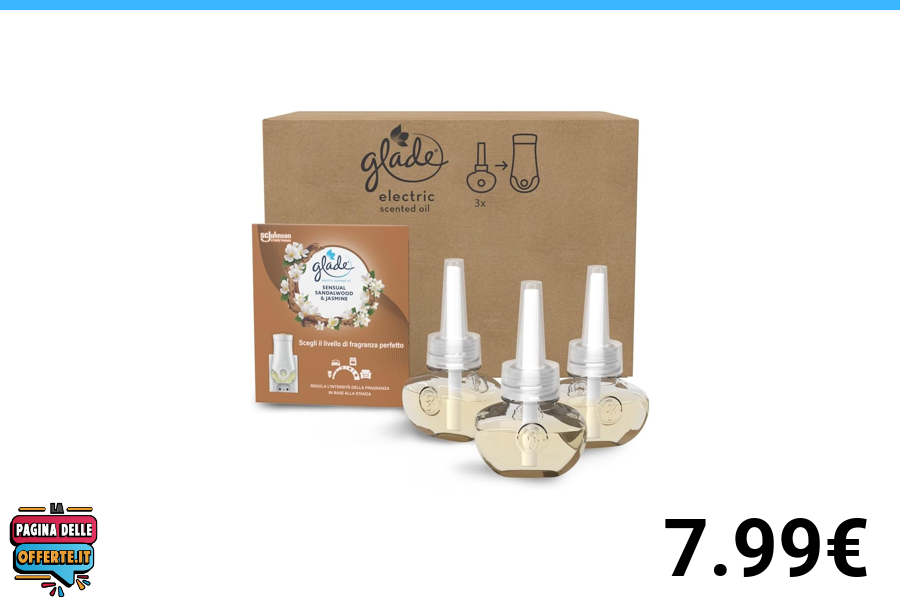 glade
electric
scented oil
3x
SC Johnson
glade
SENSUAL
SANDALWOOD
& JASMINE
Scegli il livello di fragranza perfetto
REGOLA L'INTENSITÀ DELLA FRAGRANZA
IN BASE ALLA STANZA
LA
PAGINA DELLE
OFFERTE.IT
7.99€